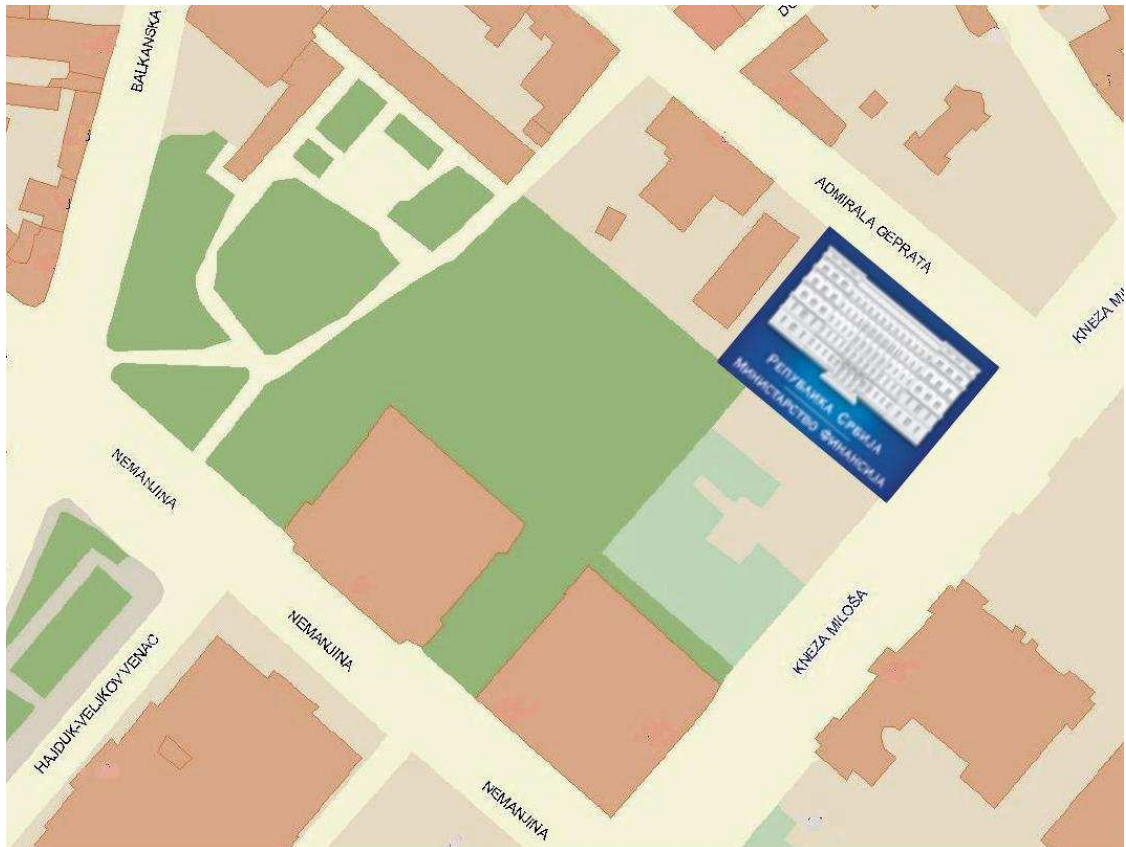 BALKANSKA
ADMIRALA GEPRATA
KNEZA MI
РЕПУБЛИКА СРБИЈА
МИНИСТАРСТВО ФИНАНСИЈА
NEMANJINA
KNEZA MILOŠA
NEMANJINA
HAJDUK-VELJKOV VENAC
NEMANJINA